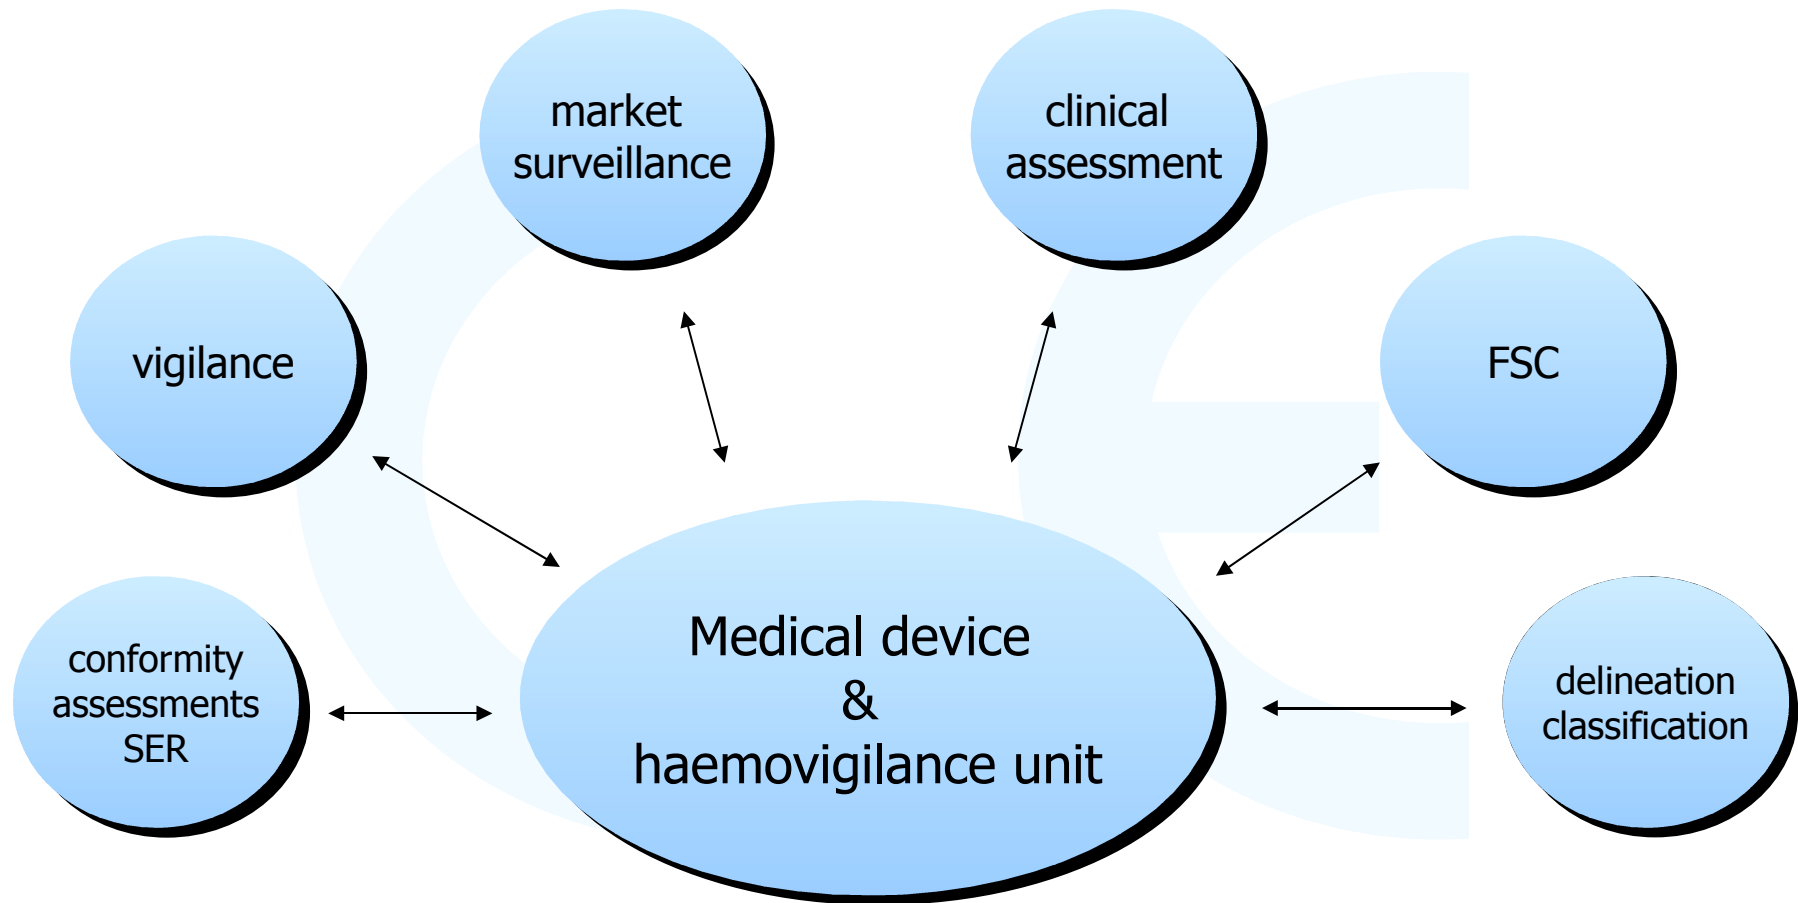 market
surveillance
clinical
assessment
vigilance
FSC
conformity
assessments
SER
Medical device
&
haemovigilance unit
delineation
classification